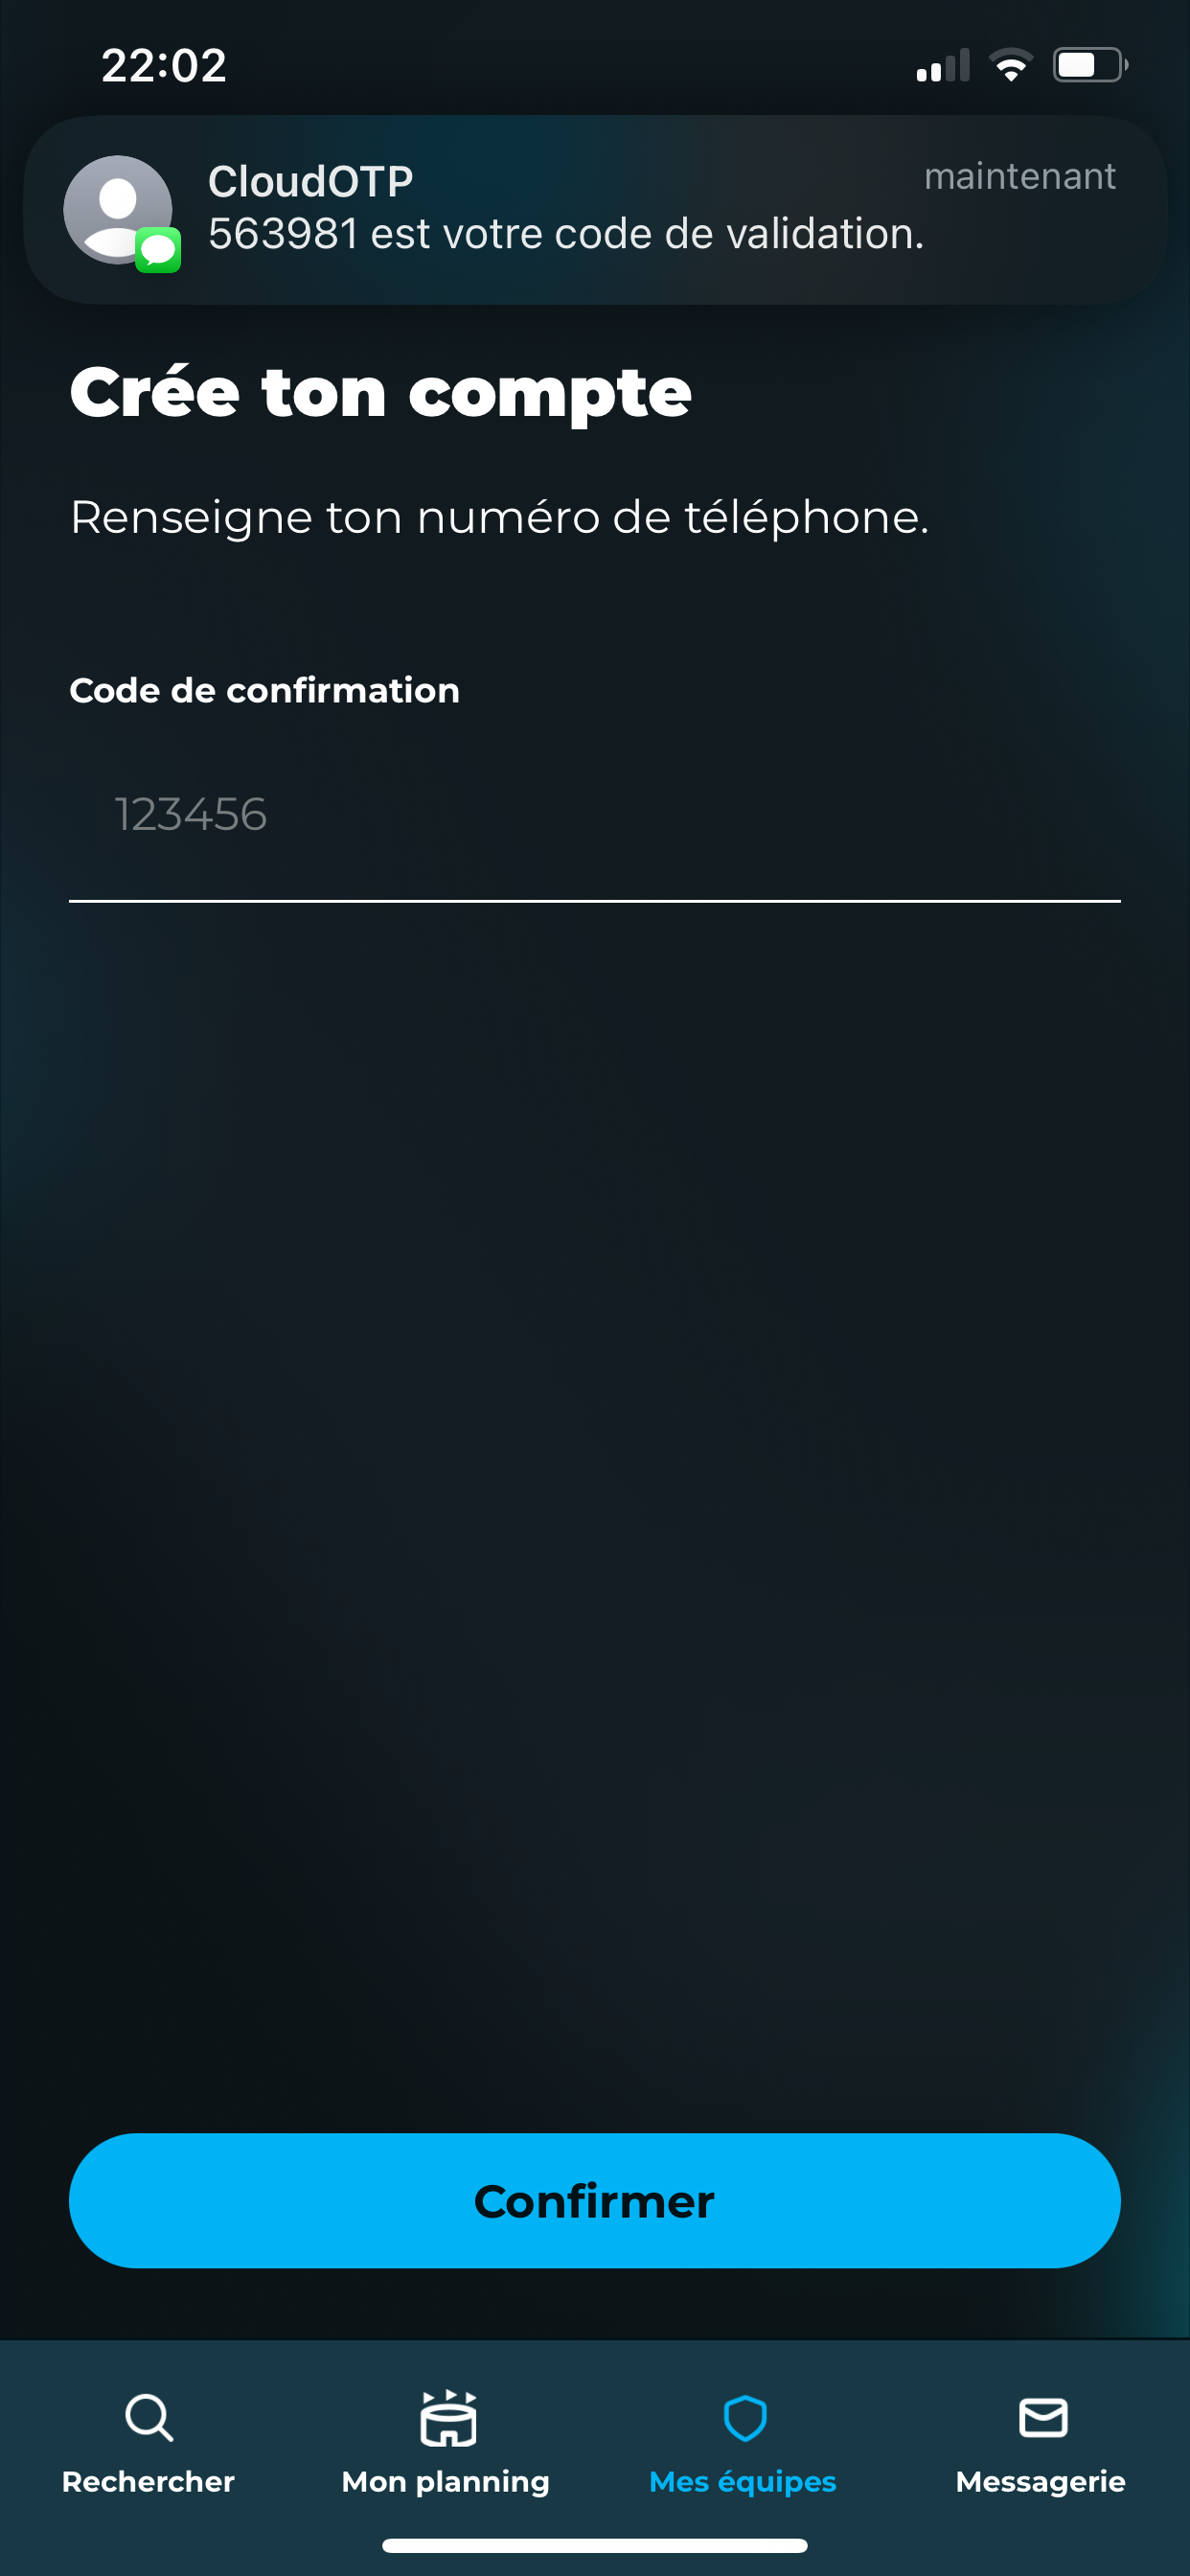 22:02
CloudOTP
maintenant
563981 est votre code de validation.
Crée ton compte
Renseigne ton numéro de téléphone.
Code de confirmation
123456
Confirmer
Rechercher
Mon planning
Mes équipes
Messagerie